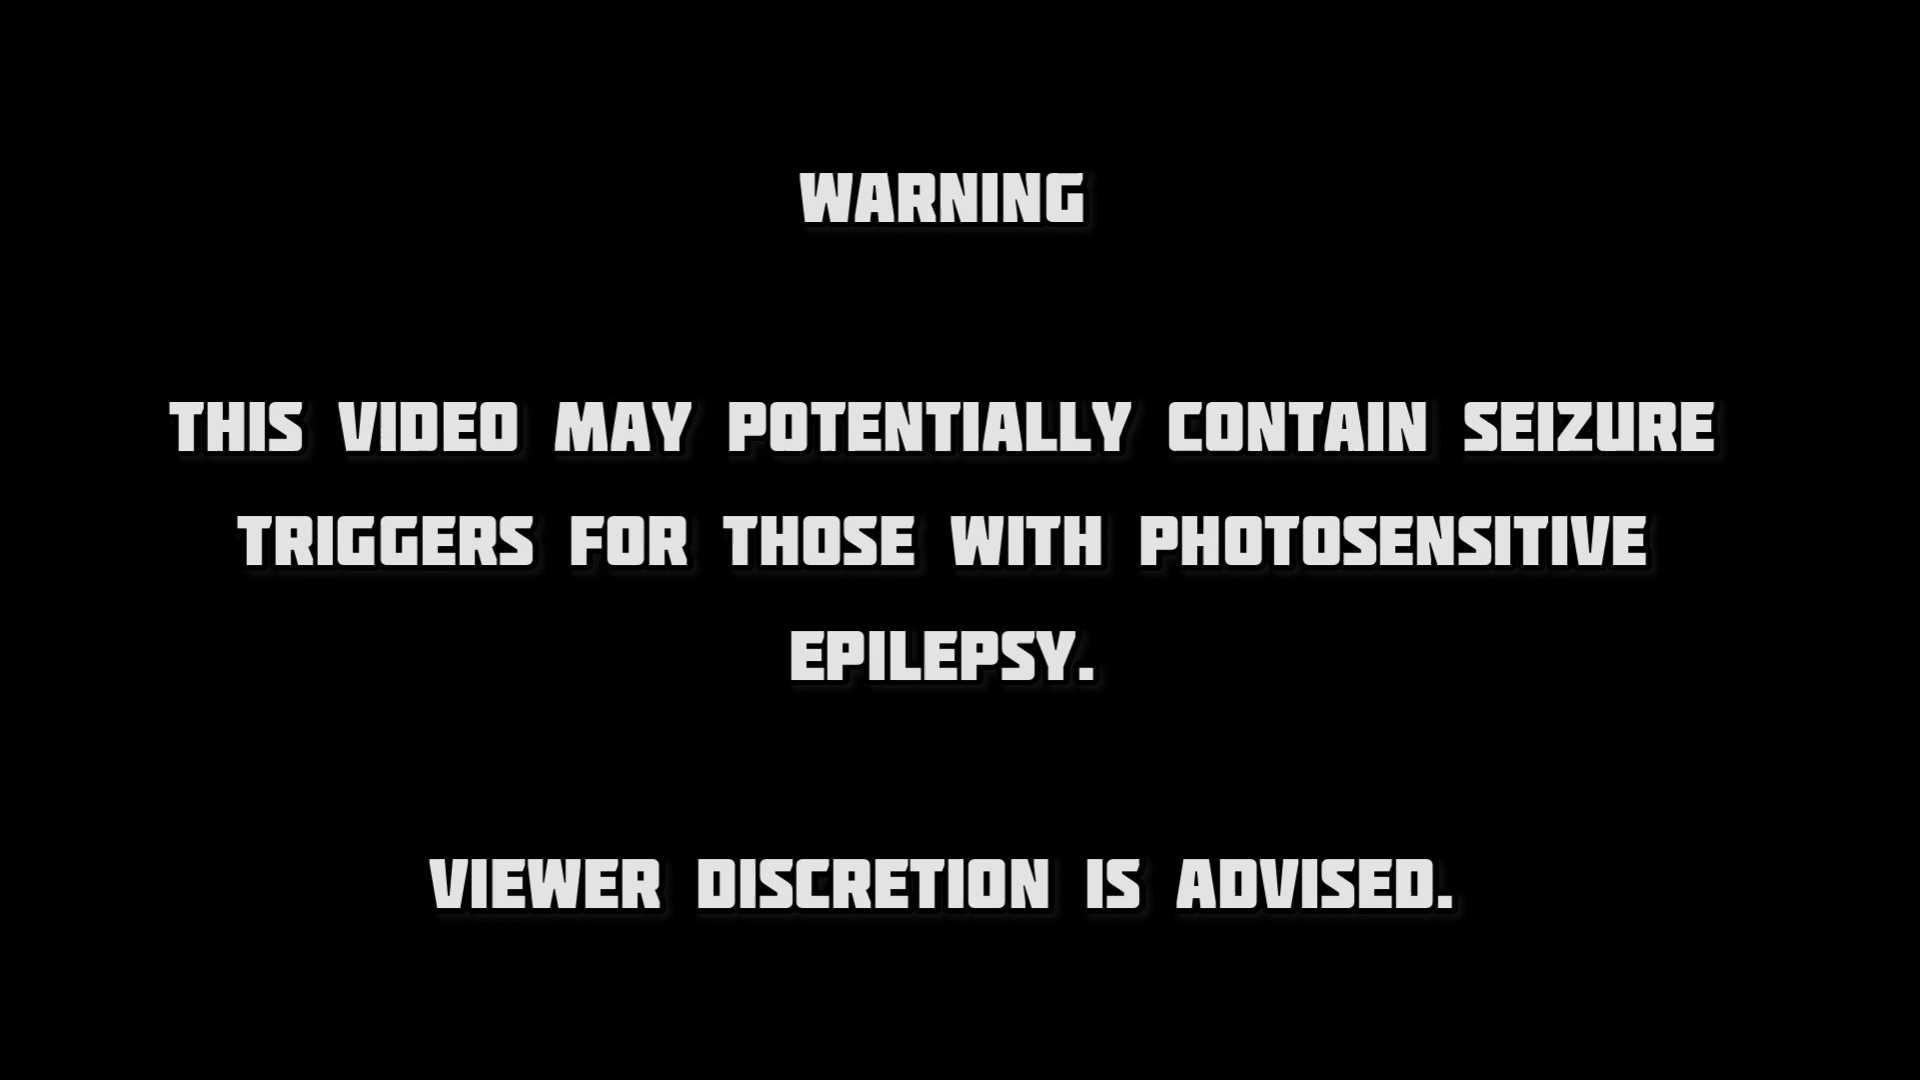 WARNING
THIS VIDEO MAY POTENTIALLY CONTAIN SEIZURE
TRIGGERS FOR THOSE WITH PHOTOSENSITIVE
EPILEPSY.
VIEWER DISCRETION IS ADVISED.